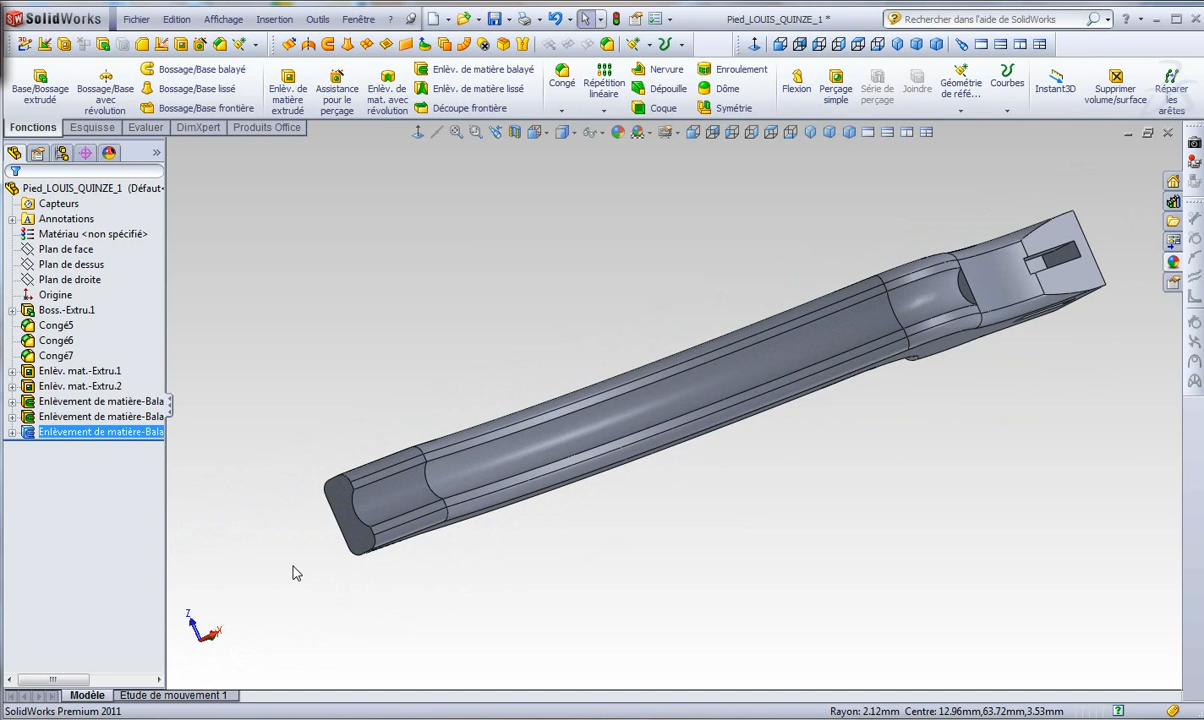 SolidWorks
Fichier Edition Affichage Insertion Outils Fenêtre ?
Pied_LOUIS_QUINZE_1 *
Rechercher dans l'aide de SolidWorks
Base/Bossage extrudé
Bossage/Base avec révolution
Bossage/Base balayé
Bossage/Base lissé
Bossage/Base frontière
Enlèv. de matière extrudé
Assistance pour le perçage
Enlèv. de mat. avec révolution
Enlèv. de matière balayé
Enlèv. de matière lissé
Découpe frontière
Congé
Répétition linéaire
Nervure
Dépouille
Coque
Enroulement
Dôme
Symétrie
Flexion
Perçage simple
Série de perçage
Joindre
Géométrie de réfé...
Courbes
Instant3D
Supprimer volume/surface
Réparer les arêtes
Fonctions Esquisse Evaluer DimXpert Produits Office
Pied_LOUIS_QUINZE_1 (Défaut<
Capteurs
Annotations
Matériau <non spécifié>
Plan de face
Plan de dessus
Plan de droite
Origine
Boss.-Extru.1
Congé5
Congé6
Congé7
Enlèv. mat.-Extru.1
Enlèv. mat.-Extru.2
Enlèvement de matière-Bala
Enlèvement de matière-Bala
Enlèvement de matière-Bala
Z
X
Modèle Etude de mouvement 1
SolidWorks Premium 2011
Rayon: 2.12mm Centre: 12.96mm,63.72mm,3.53mm